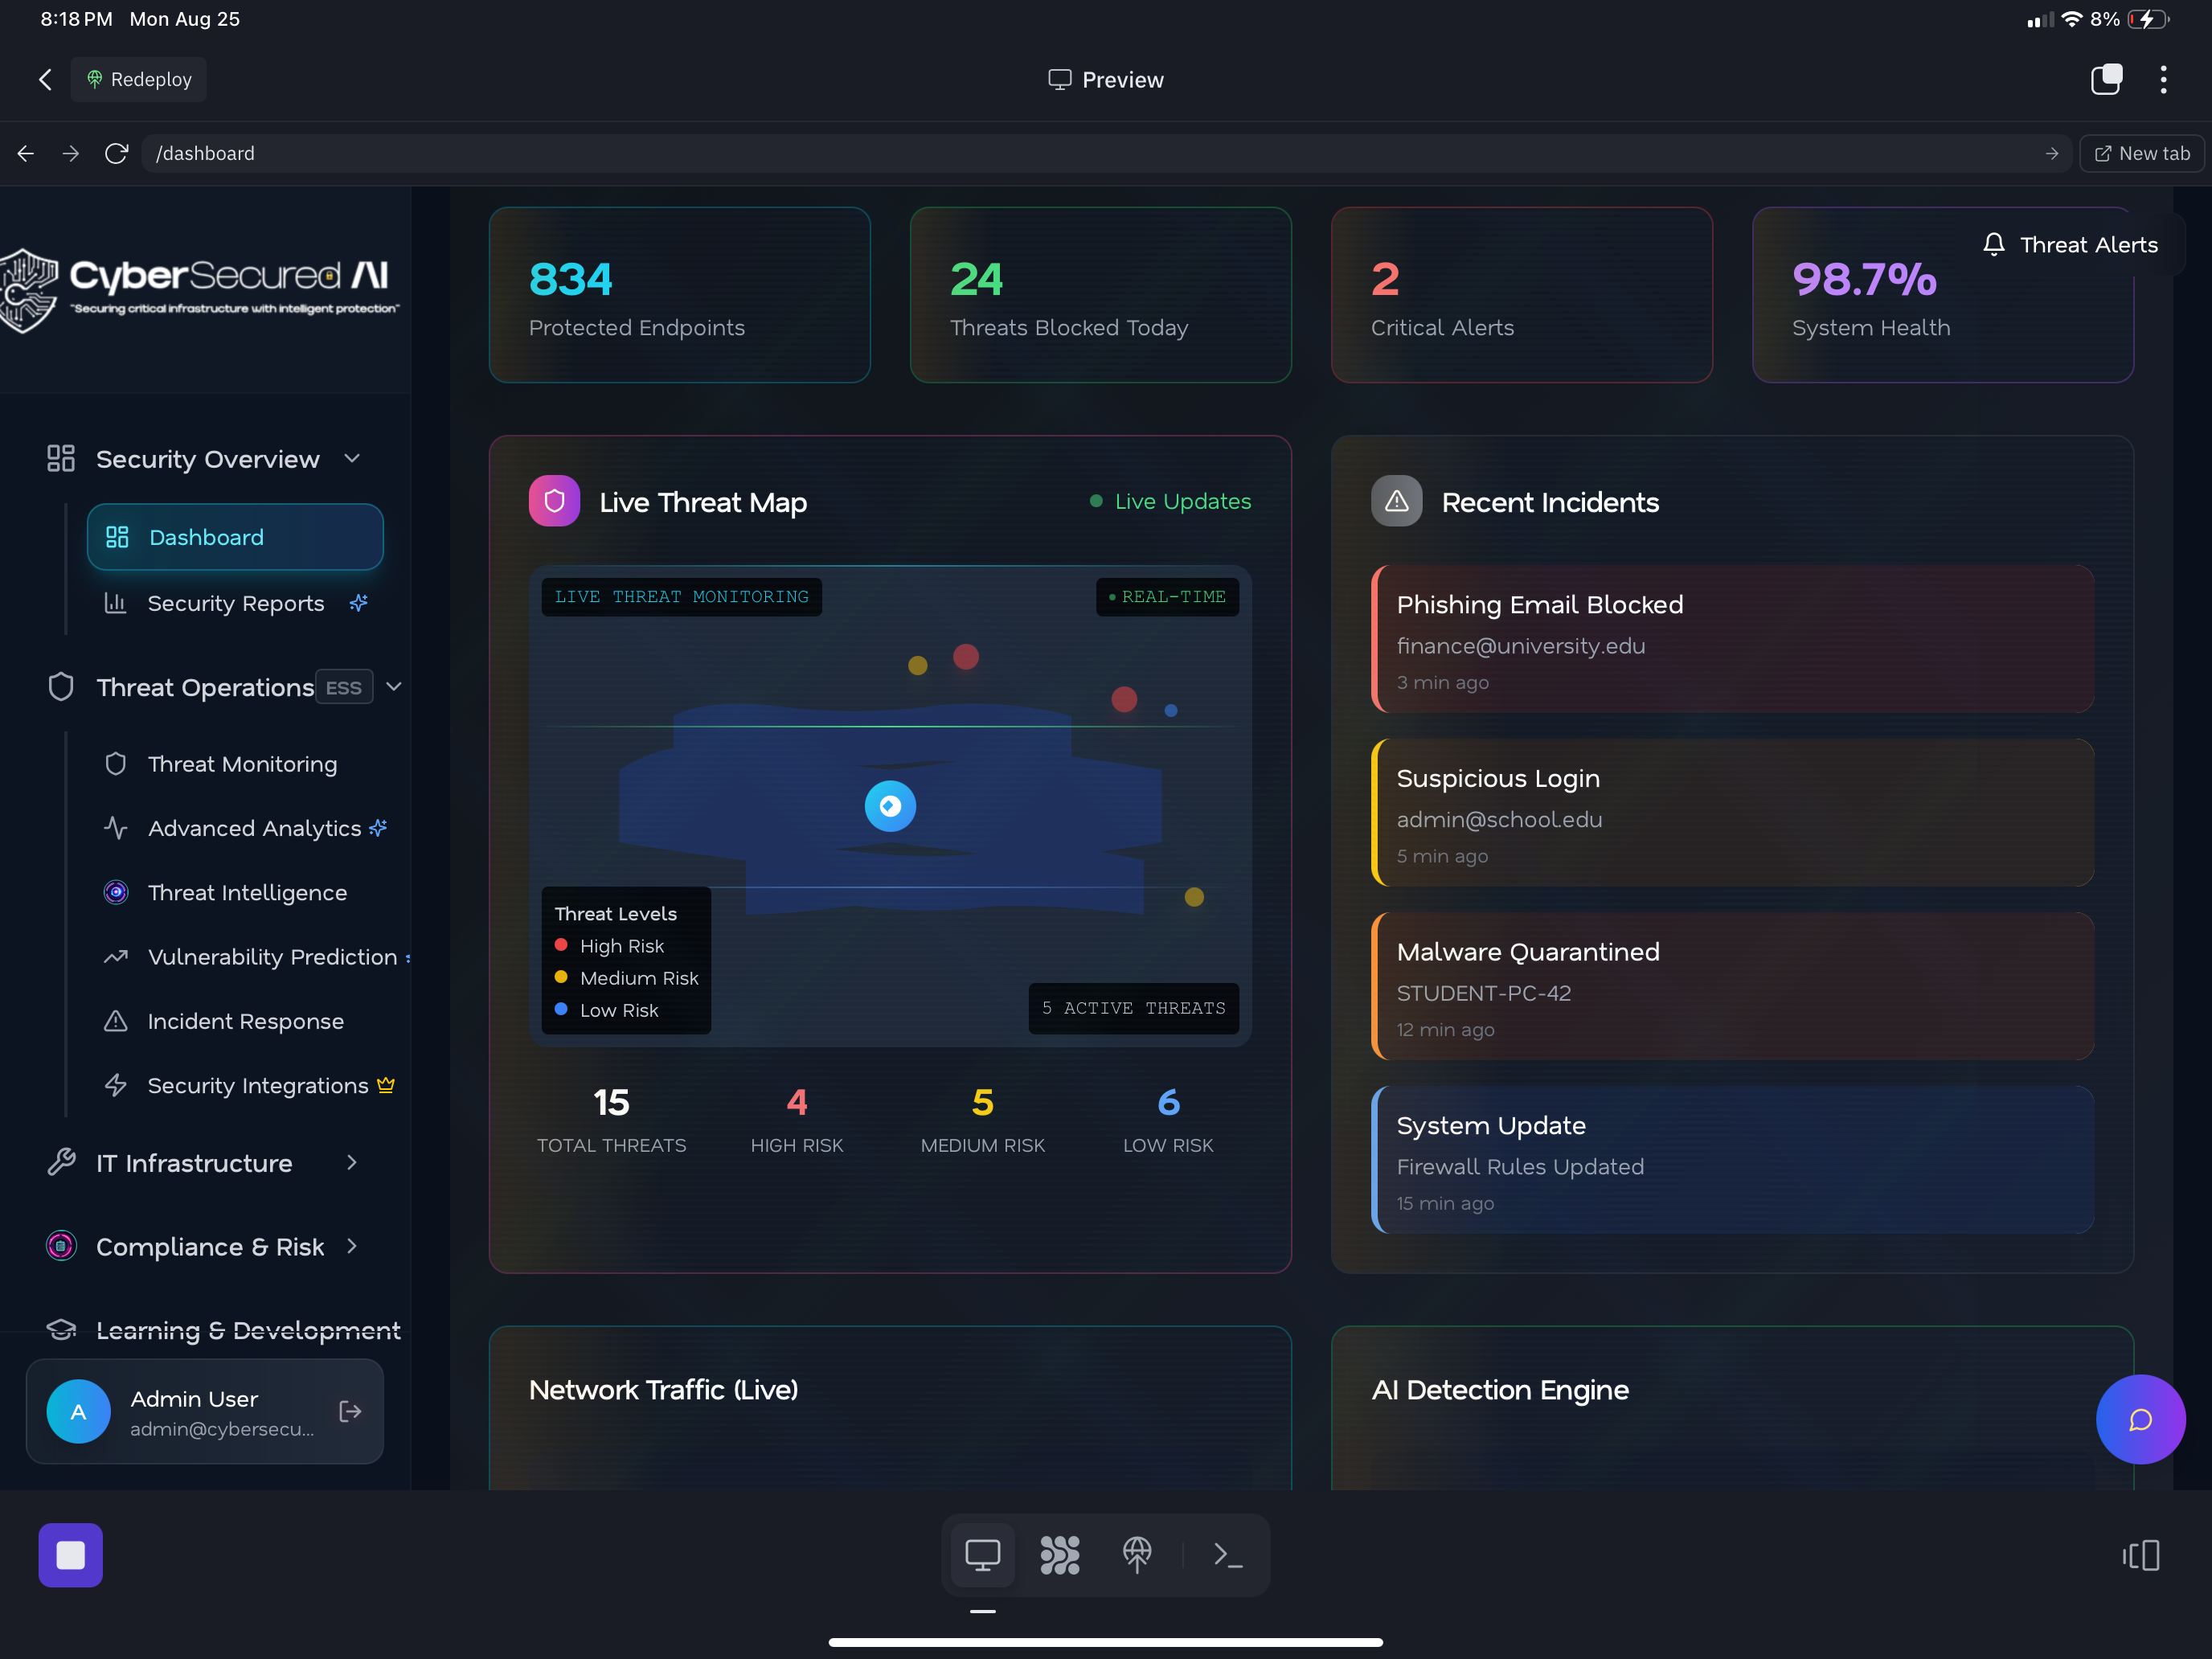 8:18 PM Mon Aug 25
8%
Redeploy
Preview
/dashboard
New tab
CyberSecured AI
"Securing critical infrastructure with intelligent protection"
Security Overview
Dashboard
Security Reports
Threat Operations ESS
Threat Monitoring
Advanced Analytics
Threat Intelligence
Vulnerability Prediction
Incident Response
Security Integrations
IT Infrastructure
Compliance & Risk
Learning & Development
A
Admin User
admin@cybersecu...
834
Protected Endpoints
24
Threats Blocked Today
2
Critical Alerts
98.7%
System Health
Threat Alerts
Live Threat Map
Live Updates
LIVE THREAT MONITORING
REAL-TIME
Threat Levels
High Risk
Medium Risk
Low Risk
5 ACTIVE THREATS
15
TOTAL THREATS
4
HIGH RISK
5
MEDIUM RISK
6
LOW RISK
Recent Incidents
Phishing Email Blocked
finance@university.edu
3 min ago
Suspicious Login
admin@school.edu
5 min ago
Malware Quarantined
STUDENT-PC-42
12 min ago
System Update
Firewall Rules Updated
15 min ago
Network Traffic (Live)
AI Detection Engine